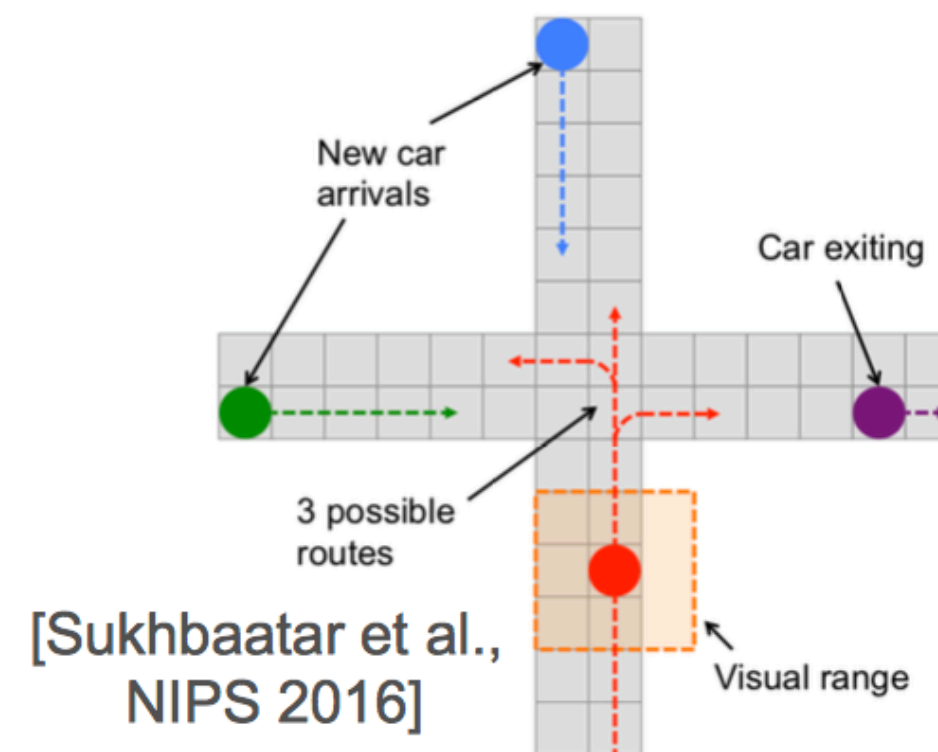 New car
arrivals
Car exiting
3 possible
routes
[Sukhbaatar et al.,
NIPS 2016]
Visual range